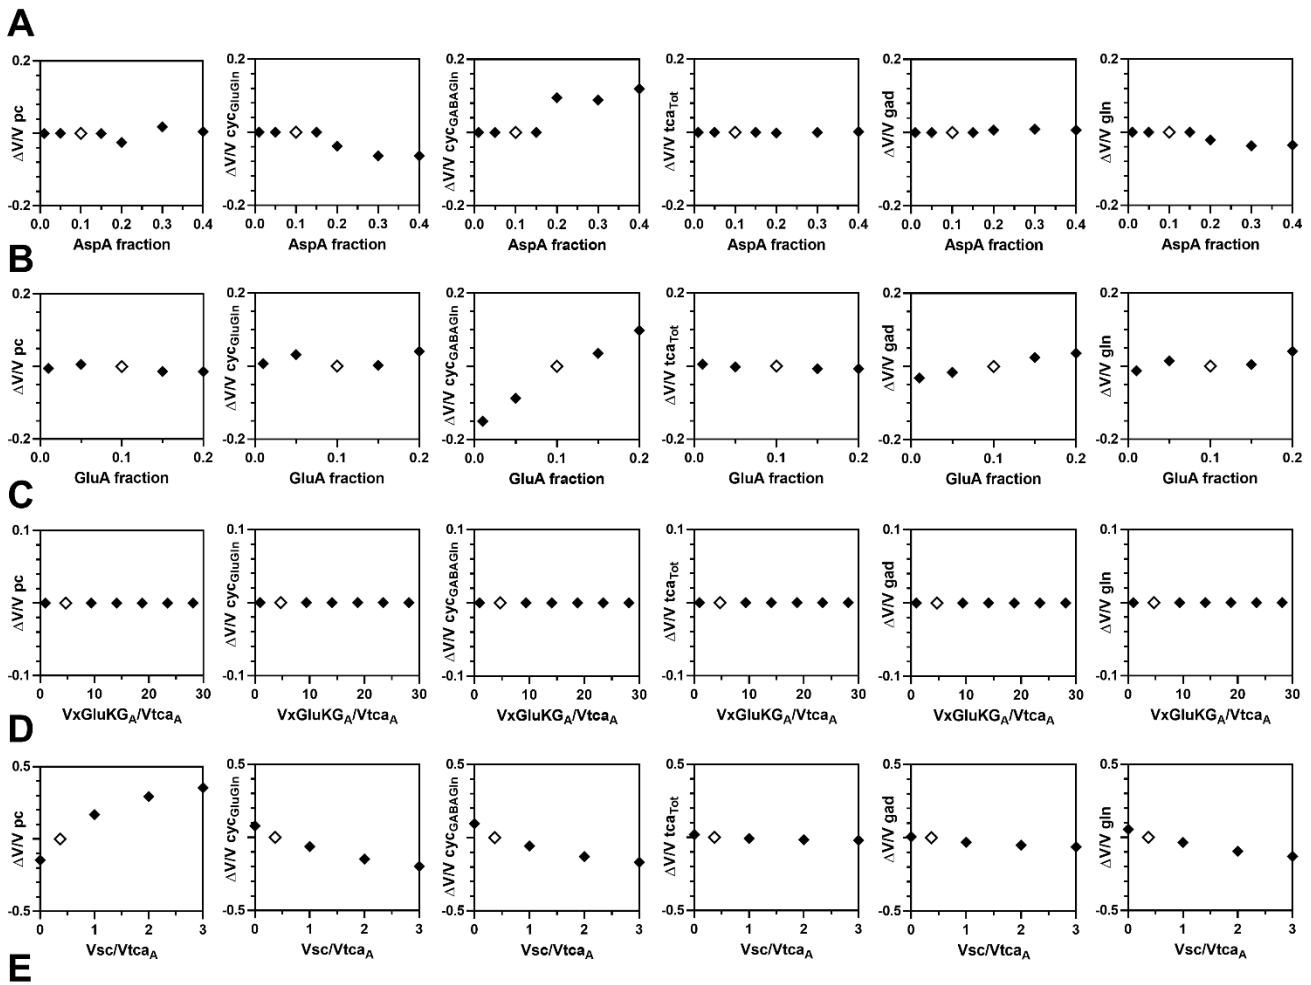 A
ΔV/V pc
0.2
-0.2
0.0 0.1 0.2 0.3 0.4
AspA fraction
ΔV/V cycGluGln
0.2
-0.2
0.0 0.1 0.2 0.3 0.4
AspA fraction
ΔV/V cycGABAGln
0.2
-0.2
0.0 0.1 0.2 0.3 0.4
AspA fraction
ΔV/V tcaTot
0.2
-0.2
0.0 0.1 0.2 0.3 0.4
AspA fraction
ΔV/V gad
0.2
-0.2
0.0 0.1 0.2 0.3 0.4
AspA fraction
ΔV/V gln
0.2
-0.2
0.0 0.1 0.2 0.3 0.4
AspA fraction
B
ΔV/V pc
0.2
-0.2
0.0 0.1 0.2
GluA fraction
ΔV/V cycGluGln
0.2
-0.2
0.0 0.1 0.2
GluA fraction
ΔV/V cycGABAGln
0.2
-0.2
0.0 0.1 0.2
GluA fraction
ΔV/V tcaTot
0.2
-0.2
0.0 0.1 0.2
GluA fraction
ΔV/V gad
0.2
-0.2
0.0 0.1 0.2
GluA fraction
ΔV/V gln
0.2
-0.2
0.0 0.1 0.2
GluA fraction
C
ΔV/V pc
0.1
-0.1
0 10 20 30
VxGluKGA/VtcaA
ΔV/V cycGluGln
0.1
-0.1
0 10 20 30
VxGluKGA/VtcaA
ΔV/V cycGABAGln
0.1
-0.1
0 10 20 30
VxGluKGA/VtcaA
ΔV/V tcaTot
0.1
-0.1
0 10 20 30
VxGluKGA/VtcaA
ΔV/V gad
0.1
-0.1
0 10 20 30
VxGluKGA/VtcaA
ΔV/V gln
0.1
-0.1
0 10 20 30
VxGluKGA/VtcaA
D
ΔV/V pc
0.5
-0.5
0 1 2 3
Vsc/VtcaA
ΔV/V cycGluGln
0.5
-0.5
0 1 2 3
Vsc/VtcaA
ΔV/V cycGABAGln
0.5
-0.5
0 1 2 3
Vsc/VtcaA
ΔV/V tcaTot
0.5
-0.5
0 1 2 3
Vsc/VtcaA
ΔV/V gad
0.5
-0.5
0 1 2 3
Vsc/VtcaA
ΔV/V gln
0.5
-0.5
0 1 2 3
Vsc/VtcaA
E